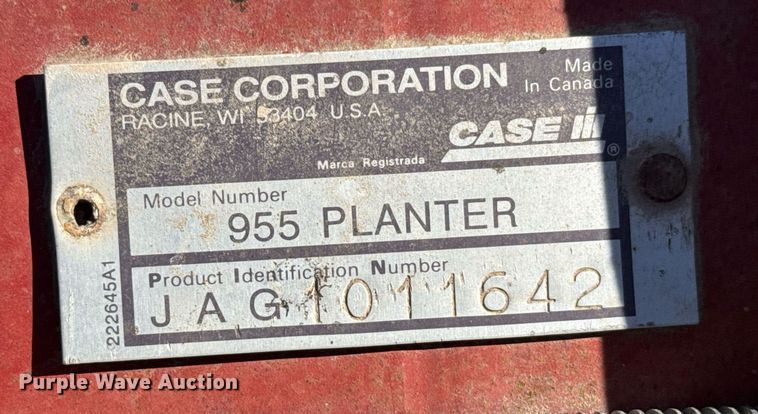 CASE CORPORATION
RACINE, WI 53404 U.S.A
Made
In Canada
CASE IH
®
Marca Registrada
Model Number
955 PLANTER
Product Identification Number
JAG1011642
222645A1
Purple Wave Auction